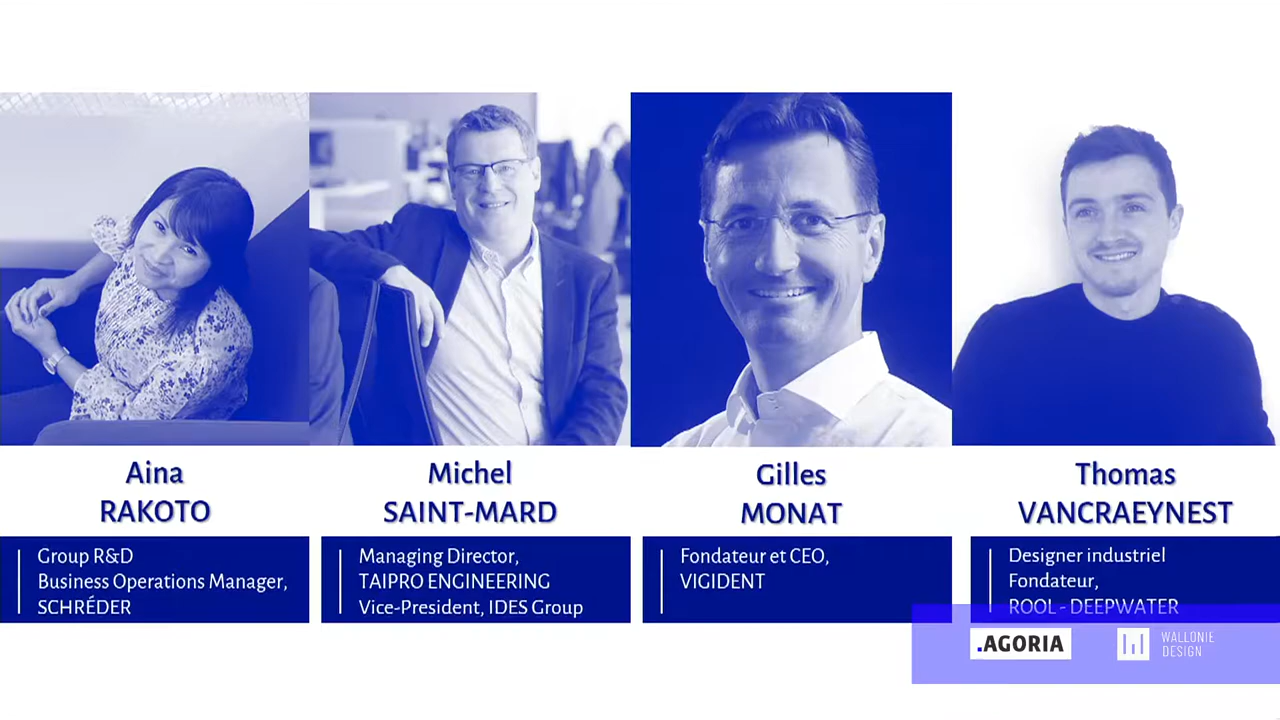 Aina
RAKOTO
Group R&D
Business Operations Manager,
SCHRÉDER
Michel
SAINT-MARD
Managing Director,
TAIPRO ENGINEERING
Vice-President, IDES Group
Gilles
MONAT
Fondateur et CEO,
VIGIDENT
Thomas
VANCRAEYNEST
Designer industriel
Fondateur,
ROOL - DEEPWATER
.AGORIA
WALLONIE
DESIGN